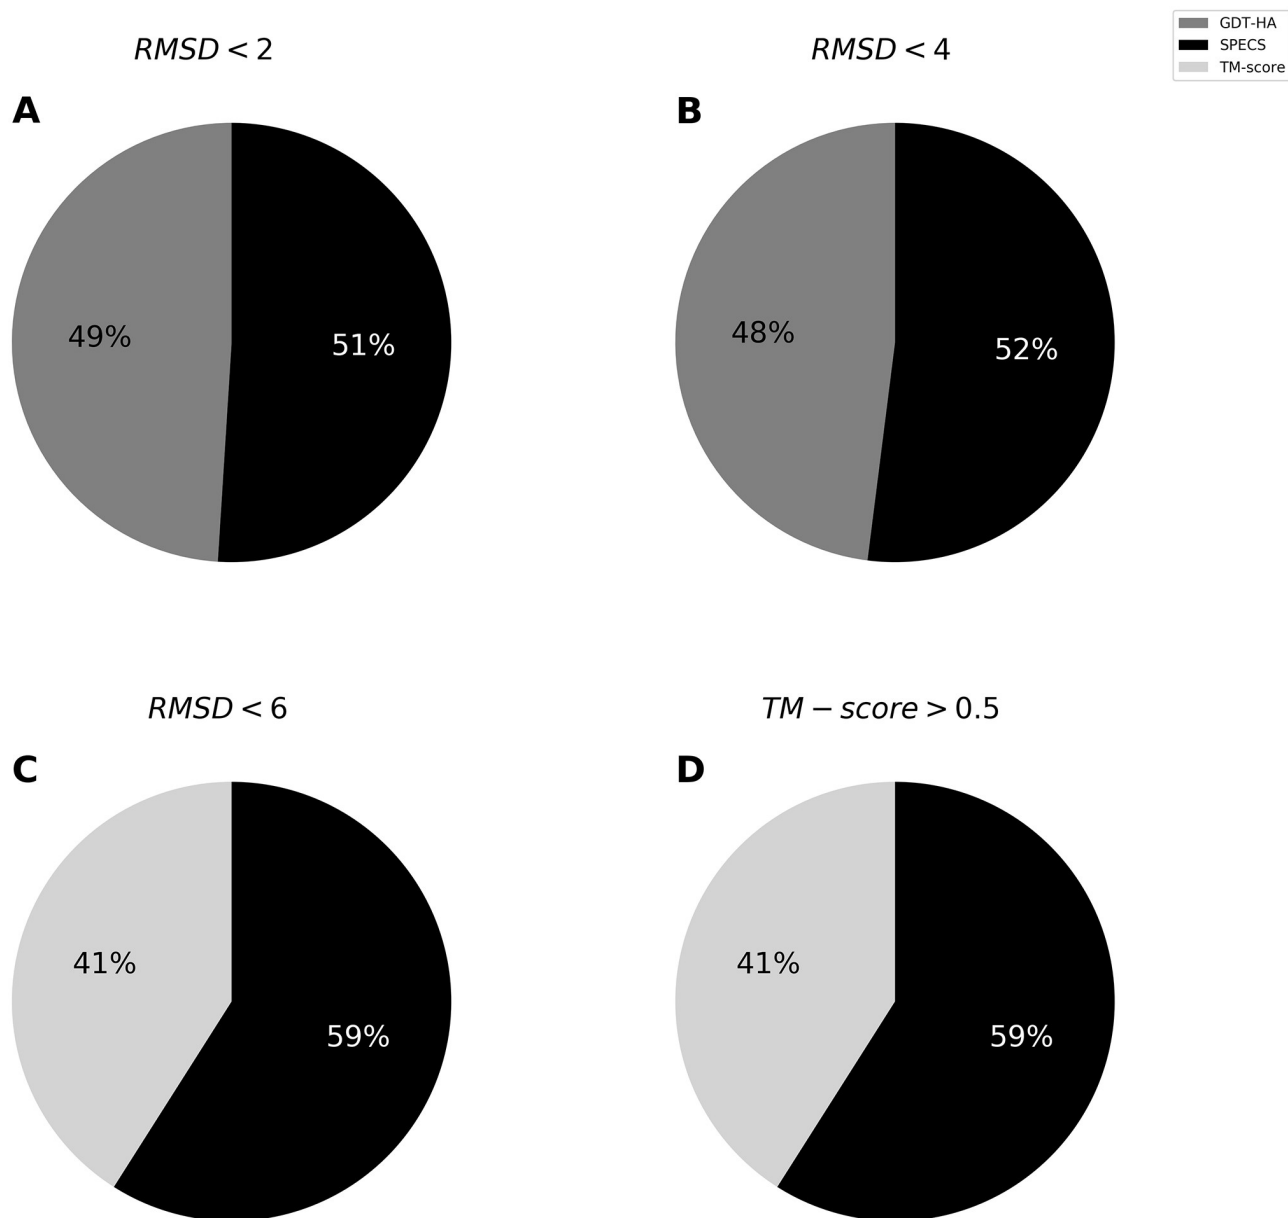 GDT-HA
SPECS
TM-score
RMSD < 2
RMSD < 4
A
B
49%
51%
48%
52%
RMSD < 6
TM − score > 0.5
C
D
41%
59%
41%
59%